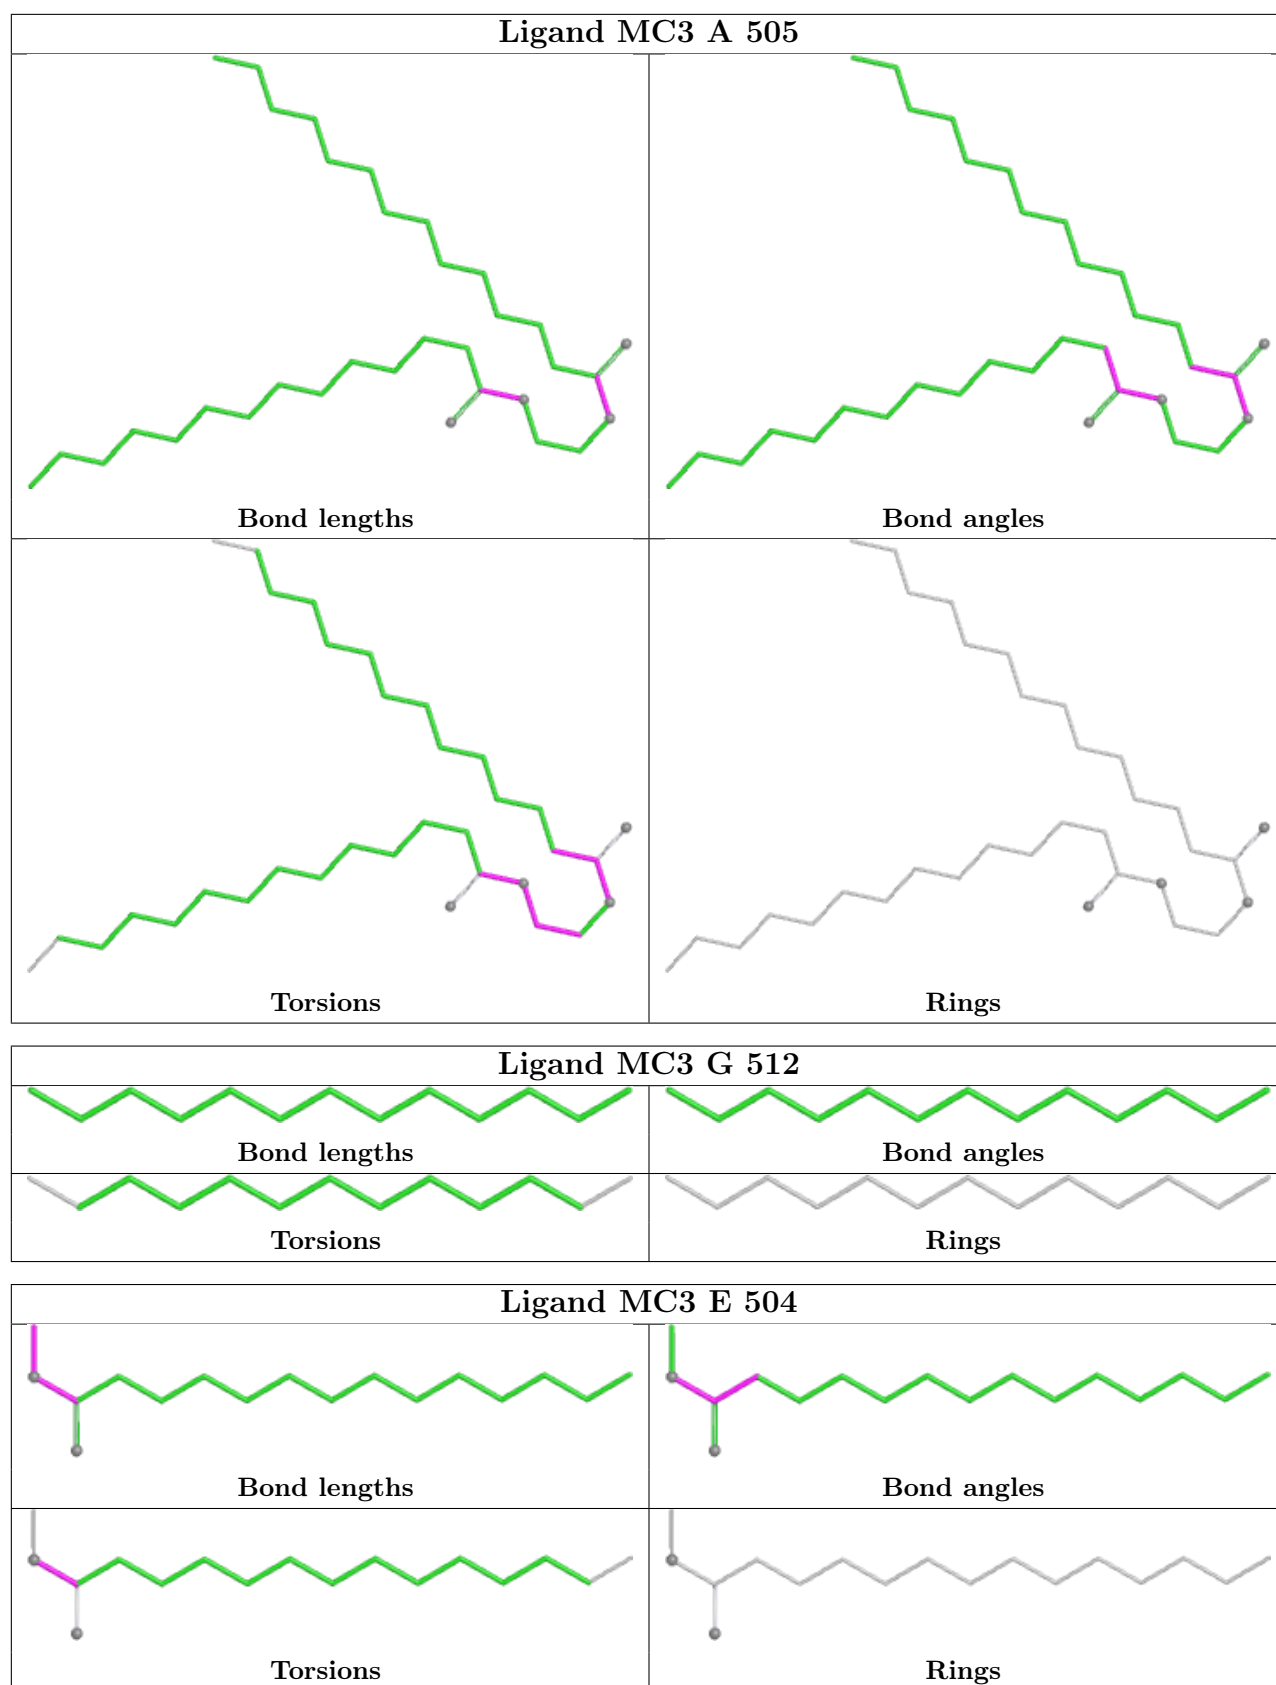 Ligand MC3 A 505
Bond lengths
Bond angles
Torsions
Rings
Ligand MC3 G 512
Bond lengths
Bond angles
Torsions
Rings
Ligand MC3 E 504
Bond lengths
Bond angles
Torsions
Rings